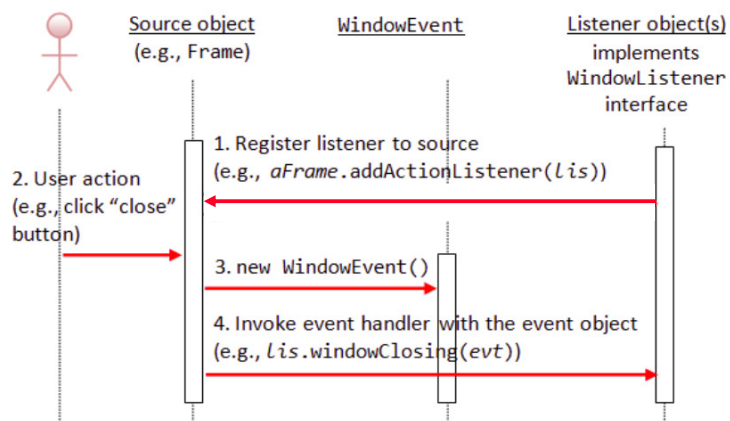 Source object
(e.g., Frame)
WindowEvent
Listener object(s)
implements
WindowListener
interface
1. Register listener to source
(e.g., aFrame.addActionListener(lis))
2. User action
(e.g., click “close”
button)
3. new WindowEvent()
4. Invoke event handler with the event object
(e.g., lis.windowClosing(evt))